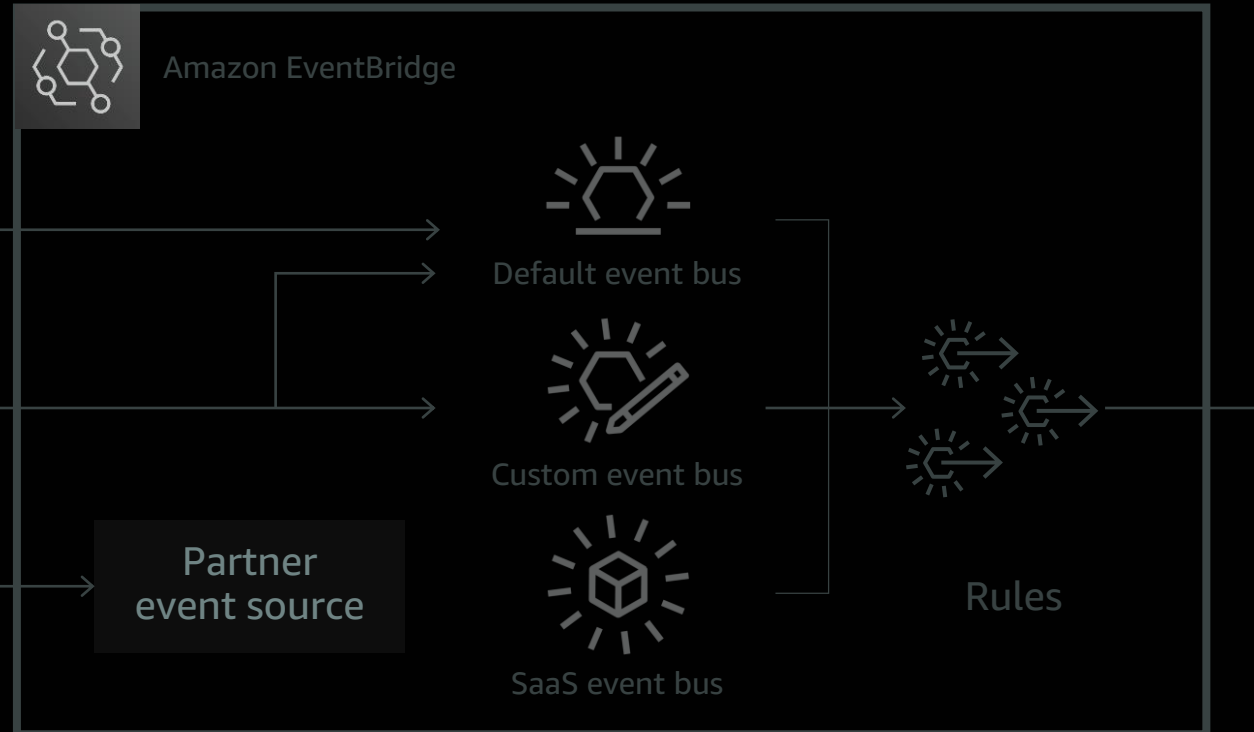 Amazon EventBridge
Default event bus
Custom event bus
Partner
event source
SaaS event bus
Rules